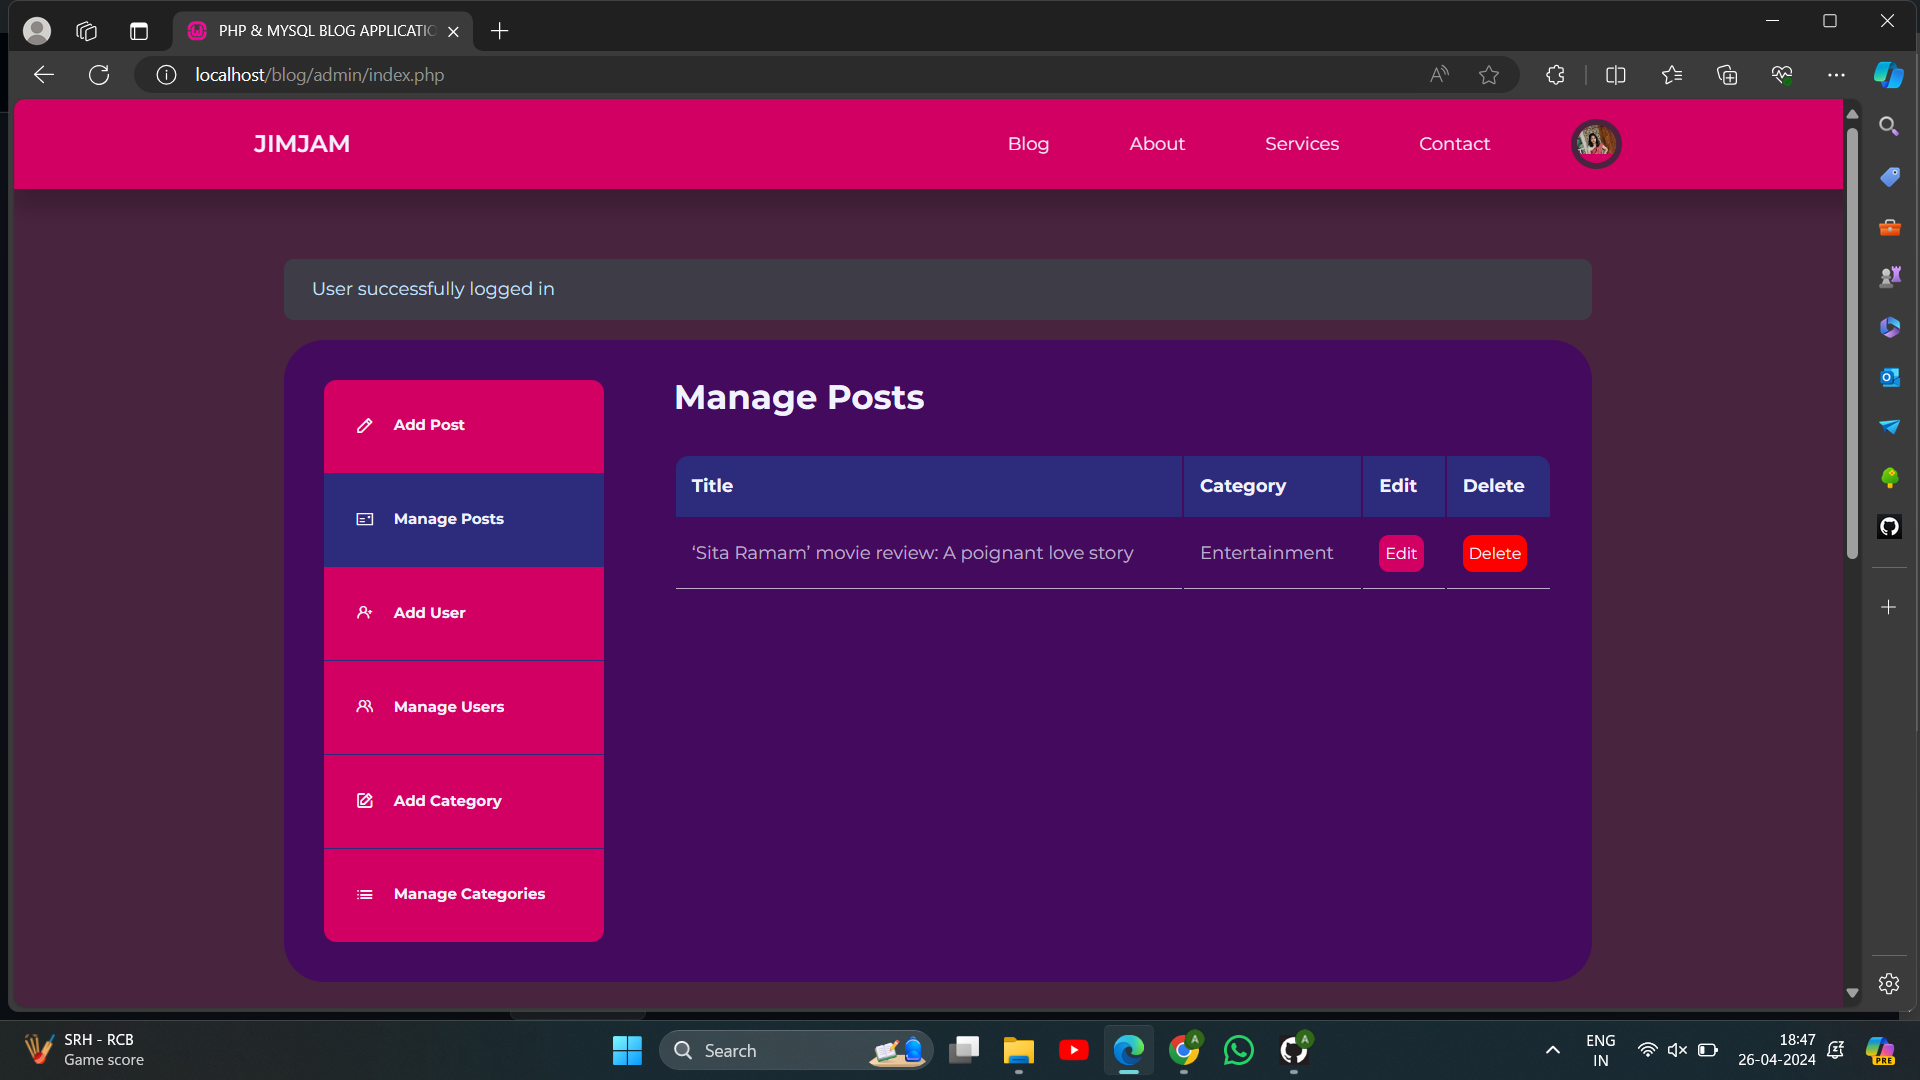 PHP & MYSQL BLOG APPLICATIO
localhost/blog/admin/index.php
JIMJAM
Blog
About
Services
Contact
User successfully logged in
Add Post
Manage Posts
Add User
Manage Users
Add Category
Manage Categories
Manage Posts
Title Category Edit Delete
‘Sita Ramam’ movie review: A poignant love story Entertainment Edit Delete
SRH - RCB
Game score
Search
A
A
ENG
IN
18:47
26-04-2024
PRE